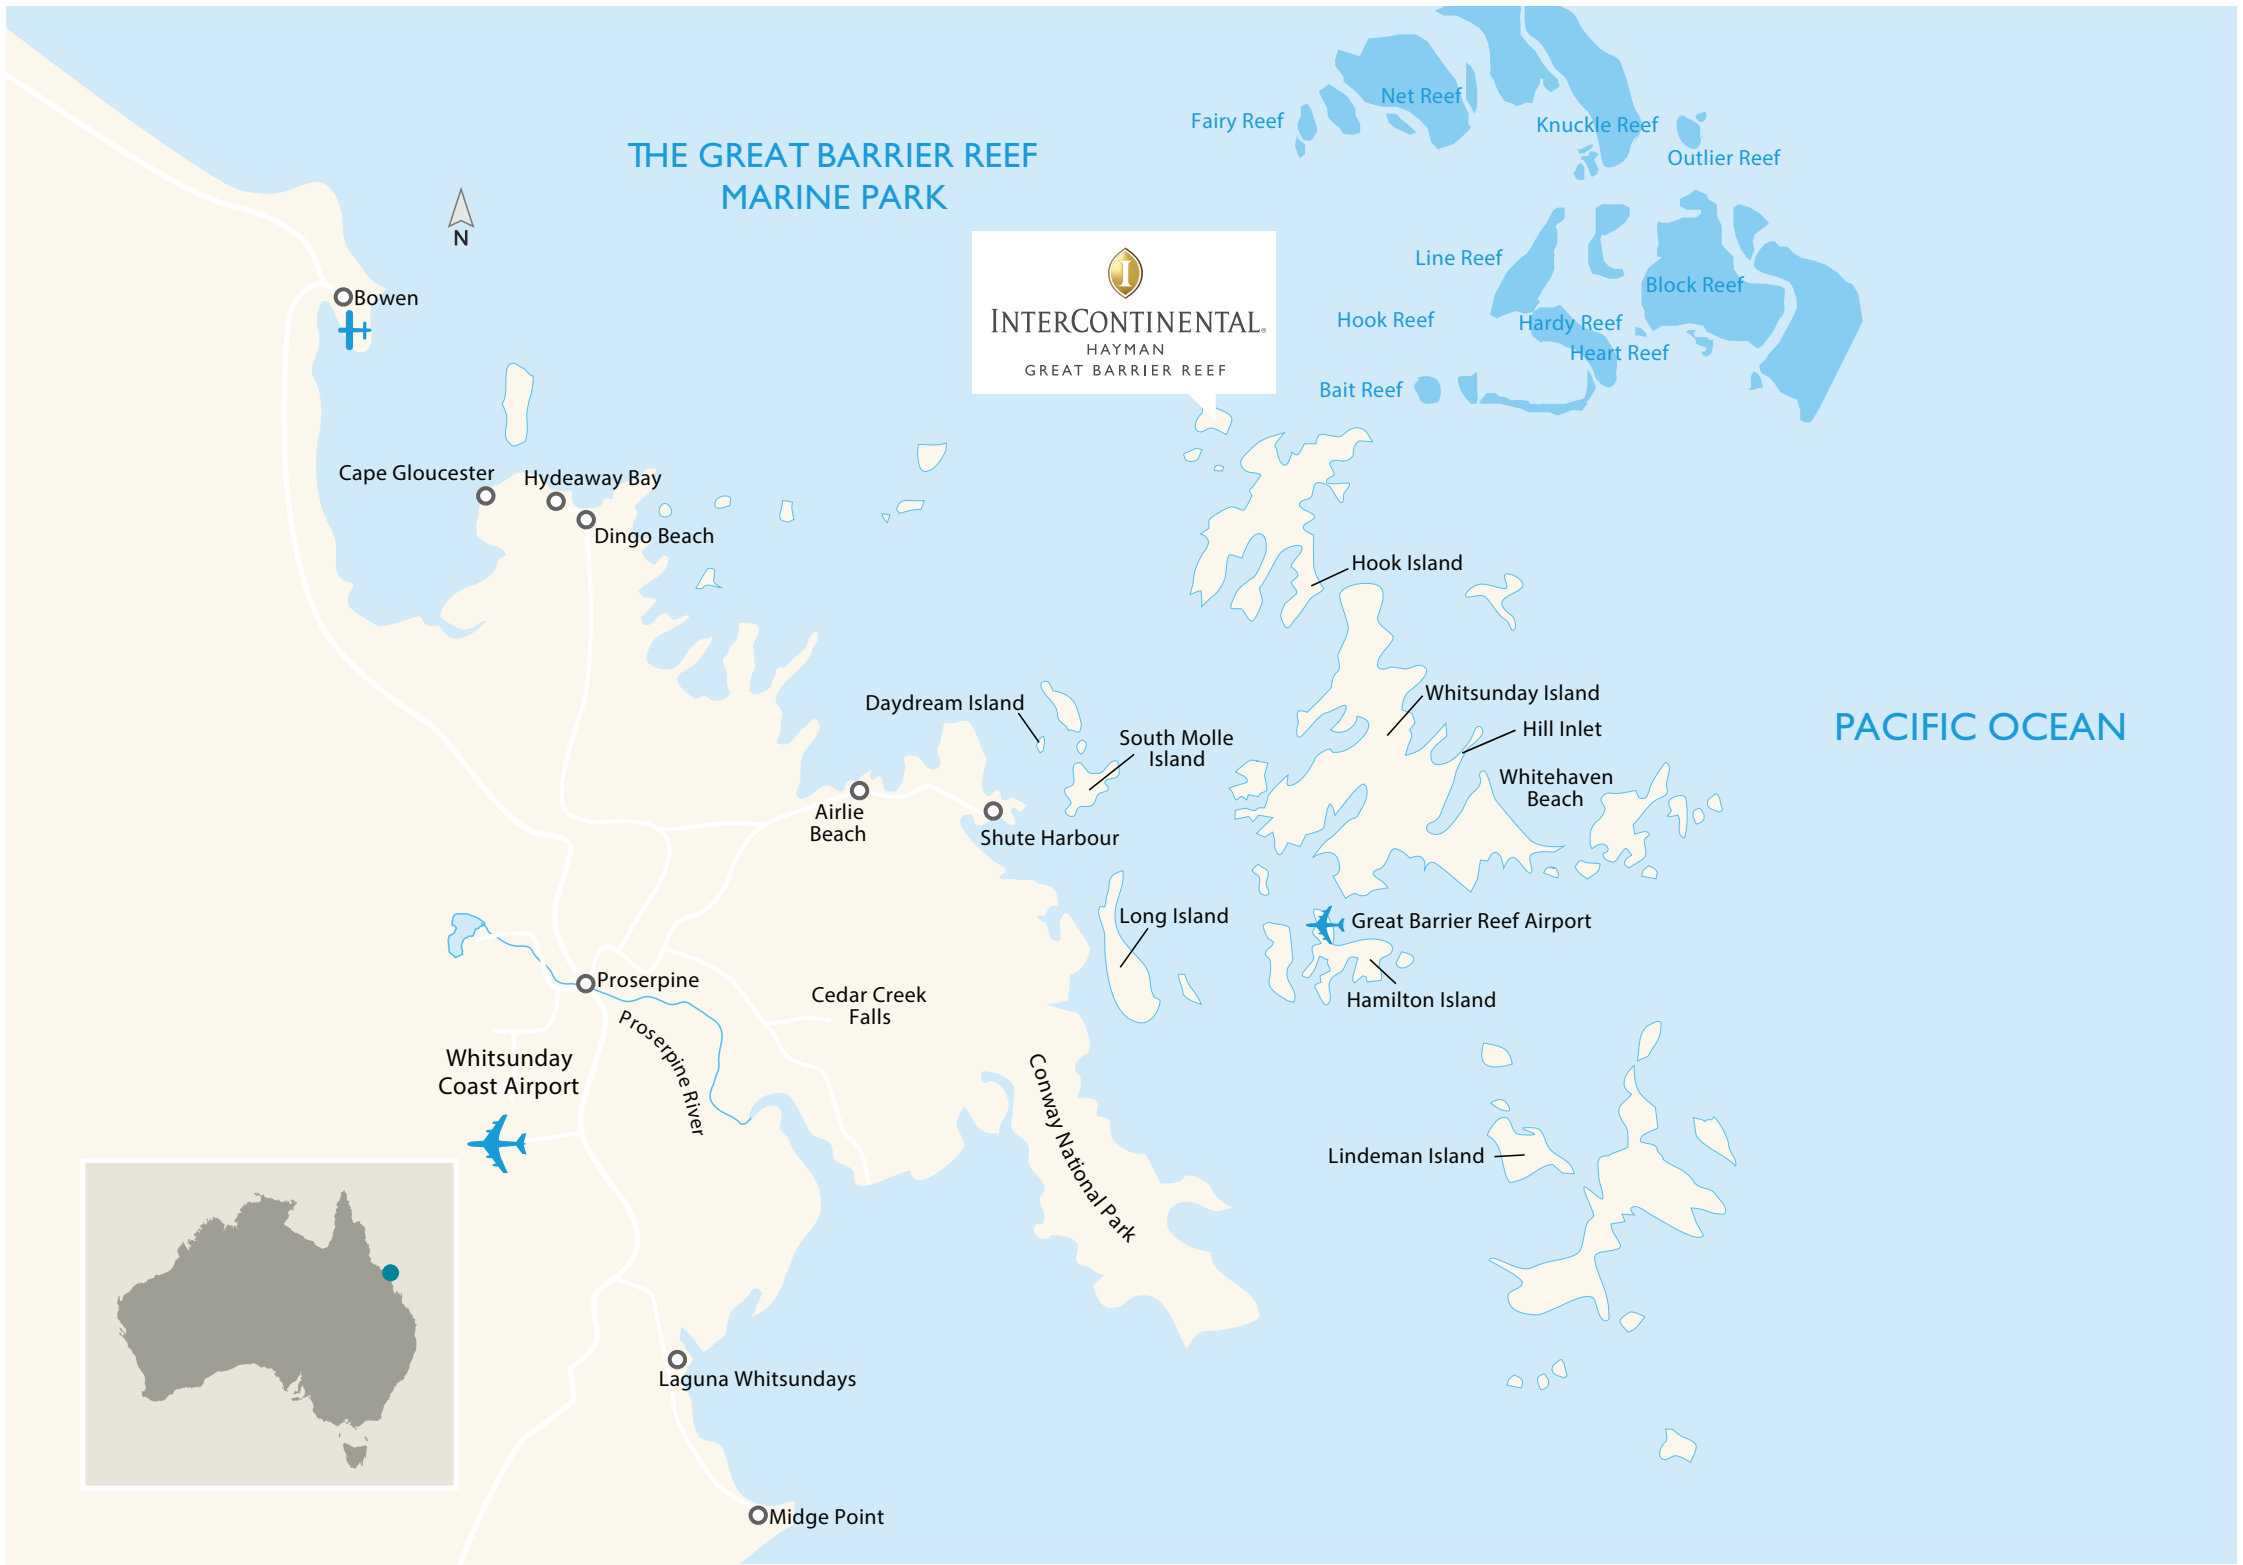 Net Reef
Fairy Reef
Knuckle Reef
Outlier Reef
THE GREAT BARRIER REEF
MARINE PARK
N
Line Reef
Block Reef
INTERCONTINENTAL®
HAYMAN
GREAT BARRIER REEF
Hook Reef
Hardy Reef
Heart Reef
Bait Reef
Bowen
Cape Gloucester
Hydeaway Bay
Dingo Beach
Hook Island
Daydream Island
Whitsunday Island
South Molle
Island
Hill Inlet
PACIFIC OCEAN
Whitehaven
Beach
Airlie
Beach
Shute Harbour
Long Island
Great Barrier Reef Airport
Proserpine
Cedar Creek
Falls
Hamilton Island
Proserpine River
Whitsunday
Coast Airport
Conway National Park
Lindeman Island
Laguna Whitsundays
Midge Point